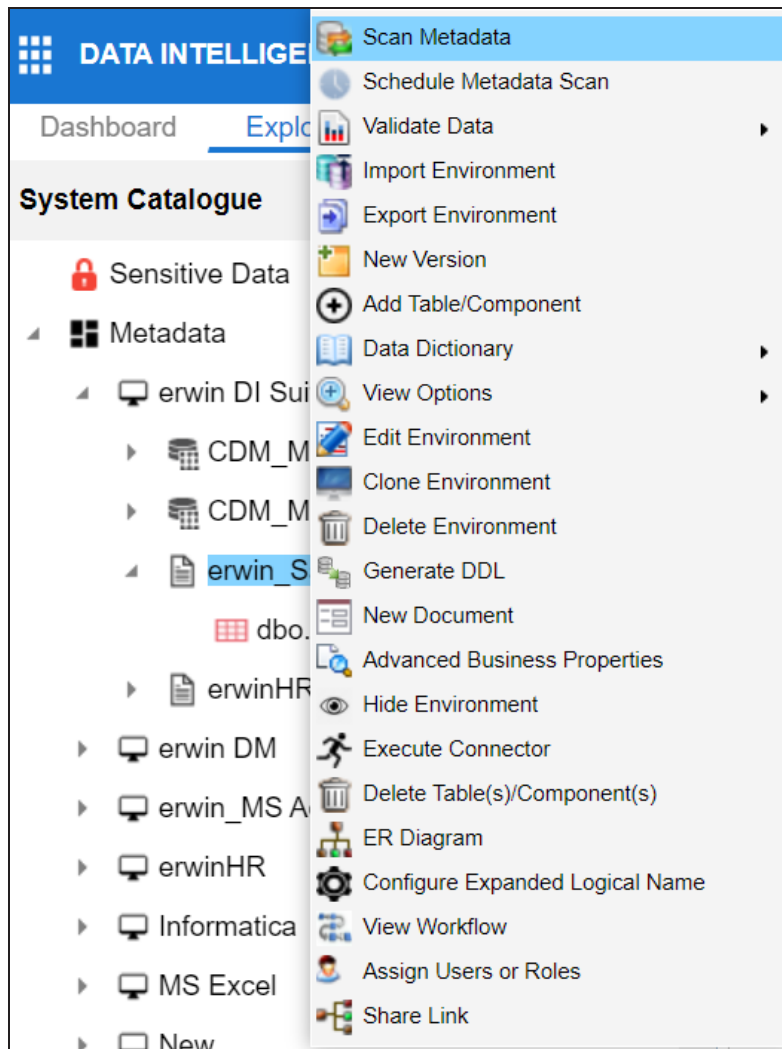 DATA INTELLIGE
Dashboard
Explo
System Catalogue
Sensitive Data
Metadata
erwin DI Sui
CDM_M
CDM_M
erwin_S
dbo.
erwinHR
erwin DM
erwin_MS A
erwinHR
Informatica
MS Excel
New
Scan Metadata
Schedule Metadata Scan
Validate Data
Import Environment
Export Environment
New Version
Add Table/Component
Data Dictionary
View Options
Edit Environment
Clone Environment
Delete Environment
Generate DDL
New Document
Advanced Business Properties
Hide Environment
Execute Connector
Delete Table(s)/Component(s)
ER Diagram
Configure Expanded Logical Name
View Workflow
Assign Users or Roles
Share Link